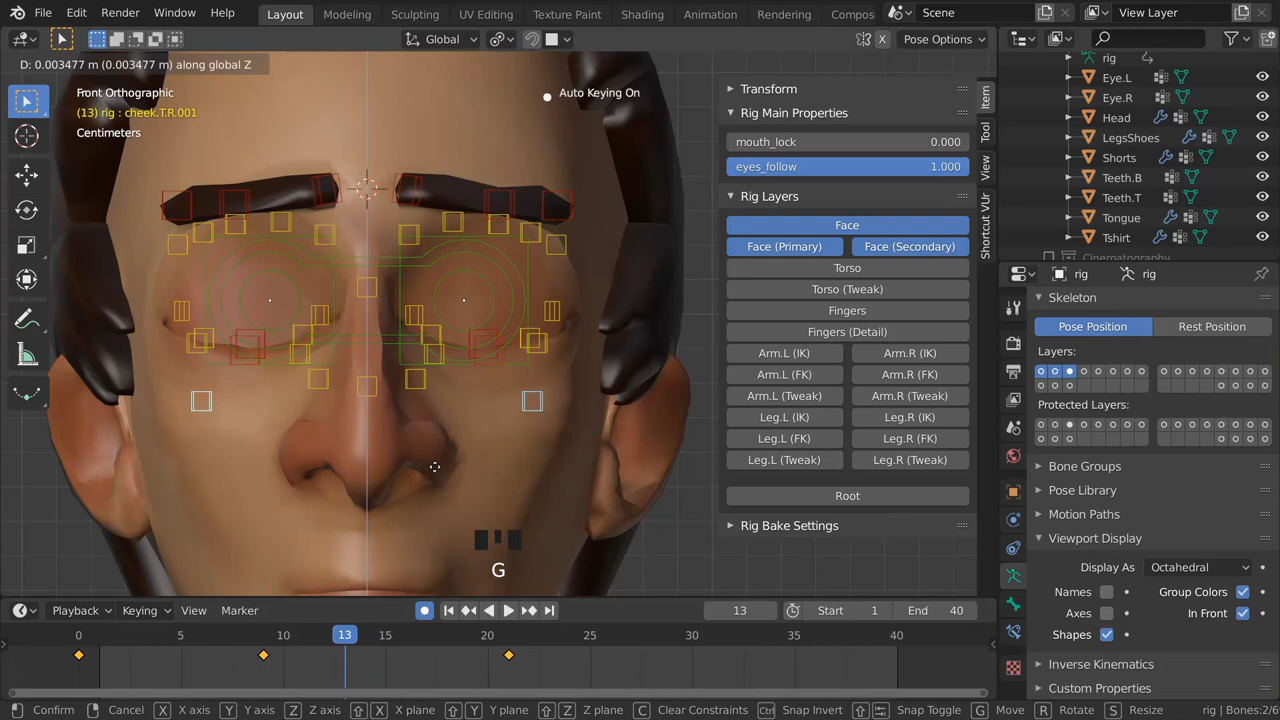 File Edit Render Window Help Layout Modeling Sculpting UV Editing Texture Paint Shading Animation Rendering Compos Scene View Layer
Global X Pose Options
D: 0.003477 m (0.003477 m) along global Z
Front Orthographic
(13) rig : cheek.T.R.001
Centimeters
Auto Keying On
Transform
Rig Main Properties
mouth_lock 0.000
eyes_follow 1.000
Rig Layers
Face
Face (Primary) Face (Secondary)
Torso
Torso (Tweak)
Fingers
Fingers (Detail)
Arm.L (IK) Arm.R (IK)
Arm.L (FK) Arm.R (FK)
Arm.L (Tweak) Arm.R (Tweak)
Leg.L (IK) Leg.R (IK)
Leg.L (FK) Leg.R (FK)
Leg.L (Tweak) Leg.R (Tweak)
Root
Rig Bake Settings
Item
Tool
View
Shortcut VUr
rig
Eye.L
Eye.R
Head
LegsShoes
Shorts
Teeth.B
Teeth.T
Tongue
Tshirt
Cinematography
rig rig
Skeleton
Pose Position Rest Position
Layers:
Protected Layers:
Bone Groups
Pose Library
Motion Paths
Viewport Display
Display As Octahedral
Names Group Colors
Axes In Front
Shapes
Inverse Kinematics
Custom Properties
G
Playback Keying View Marker 13 Start 1 End 40
0 5 10 13 15 20 25 30 35 40
Confirm Cancel X X axis Y Y axis Z Z axis X X plane Y Y plane Z Z plane C Clear Constraints Ctrl Snap Invert Snap Toggle G Move R Rotate S Resize rig | Bones:2/6